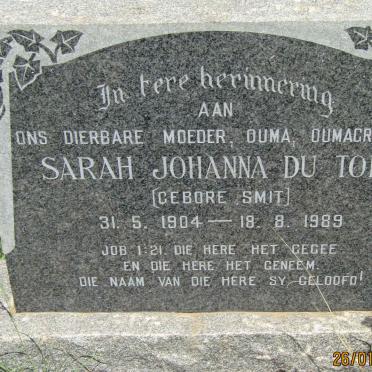 In tere herinnering
AAN
ONS DIERBARE MOEDER, OUMA, OUMAGR
SARAH JOHANNA DU TOI
[GEBORE SMIT]
31. 5. 1904 — 18. 8. 1989
JOB 1:21. DIE HERE HET GEGEE
EN DIE HERE HET GENEEM.
DIE NAAM VAN DIE HERE SY GELOOFD!
26/01